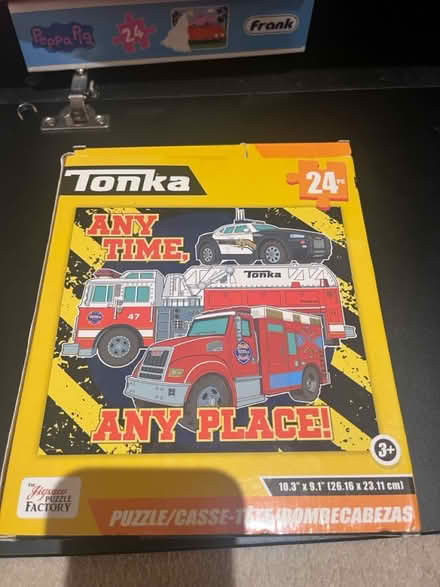 Peppa Pig 24 Frank
Tonka
24 PC
ANY
TIME,
Tonka
47
ANY PLACE!
3+
THE
Jigsaw
PUZZLE
FACTORY
10.3" x 9.1" (26.16 x 23.11 cm)
PUZZLE/CASSE-TÊTE/ROMPECABEZAS